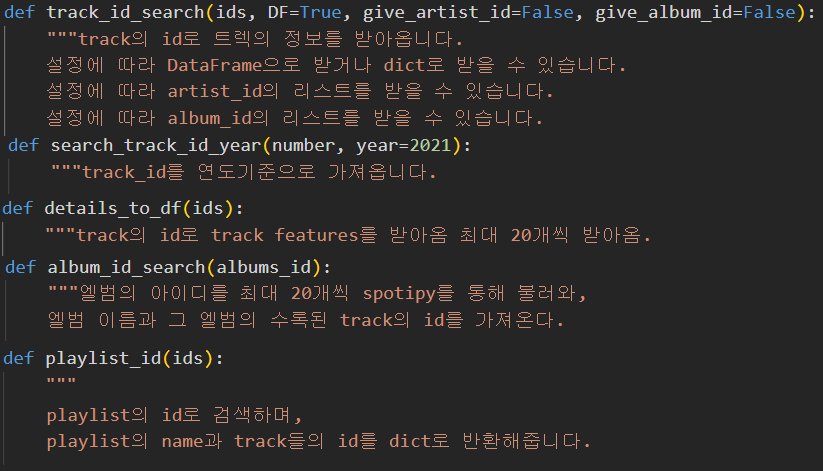 def track_id_search(ids, DF=True, give_artist_id=False, give_album_id=False):
"""track의 id로 트렉의 정보를 받아옵니다.
설정에 따라 DataFrame으로 받거나 dict로 받을 수 있습니다.
설정에 따라 artist_id의 리스트를 받을 수 있습니다.
설정에 따라 album_id의 리스트를 받을 수 있습니다.
def search_track_id_year(number, year=2021):
"""track_id를 연도기준으로 가져옵니다.
def details_to_df(ids):
"""track의 id로 track features를 받아옴 최대 20개씩 받아옴.
def album_id_search(albums_id):
"""엘범의 아이디를 최대 20개씩 spotipy를 통해 불러와,
엘범 이름과 그 엘범의 수록된 track의 id를 가져온다.
def playlist_id(ids):
"""
playlist의 id로 검색하며,
playlist의 name과 track들의 id를 dict로 반환해줍니다.